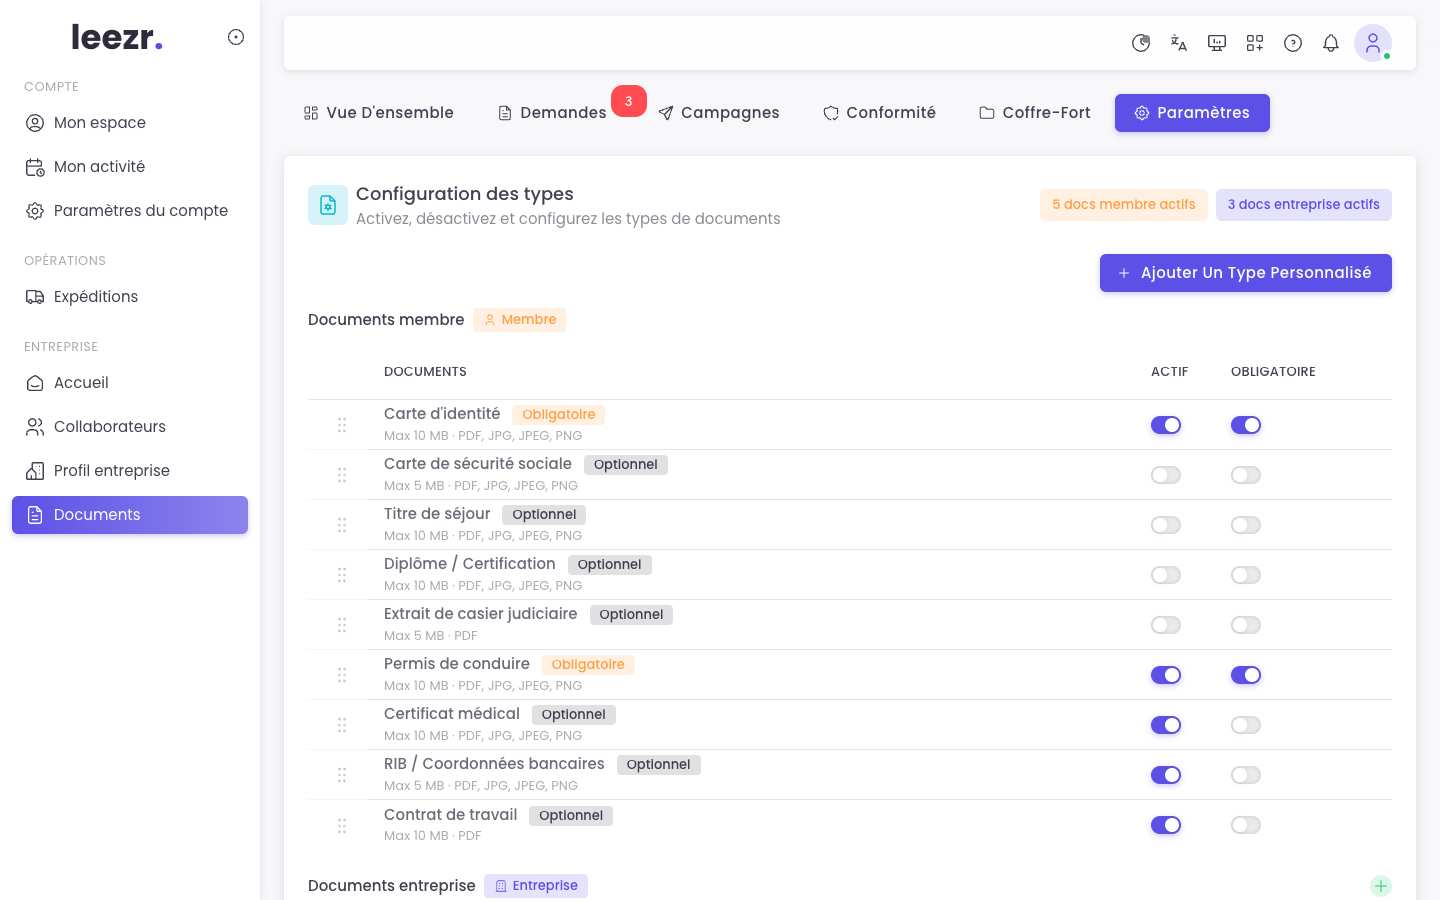 leezr.
COMPTE
Mon espace
Mon activité
Paramètres du compte
OPÉRATIONS
Expéditions
ENTREPRISE
Accueil
Collaborateurs
Profil entreprise
Documents
Vue D'ensemble
Demandes
3
Campagnes
Conformité
Coffre-Fort
Paramètres
Configuration des types
Activez, désactivez et configurez les types de documents
5 docs membre actifs
3 docs entreprise actifs
Ajouter Un Type Personnalisé
Documents membre
Membre
DOCUMENTS ACTIF OBLIGATOIRE
Carte d'identité Obligatoire
Max 10 MB · PDF, JPG, JPEG, PNG
Carte de sécurité sociale Optionnel
Max 5 MB · PDF, JPG, JPEG, PNG
Titre de séjour Optionnel
Max 10 MB · PDF, JPG, JPEG, PNG
Diplôme / Certification Optionnel
Max 10 MB · PDF, JPG, JPEG, PNG
Extrait de casier judiciaire Optionnel
Max 5 MB · PDF
Permis de conduire Obligatoire
Max 10 MB · PDF, JPG, JPEG, PNG
Certificat médical Optionnel
Max 10 MB · PDF, JPG, JPEG, PNG
RIB / Coordonnées bancaires Optionnel
Max 5 MB · PDF, JPG, JPEG, PNG
Contrat de travail Optionnel
Max 10 MB · PDF
Documents entreprise Entreprise